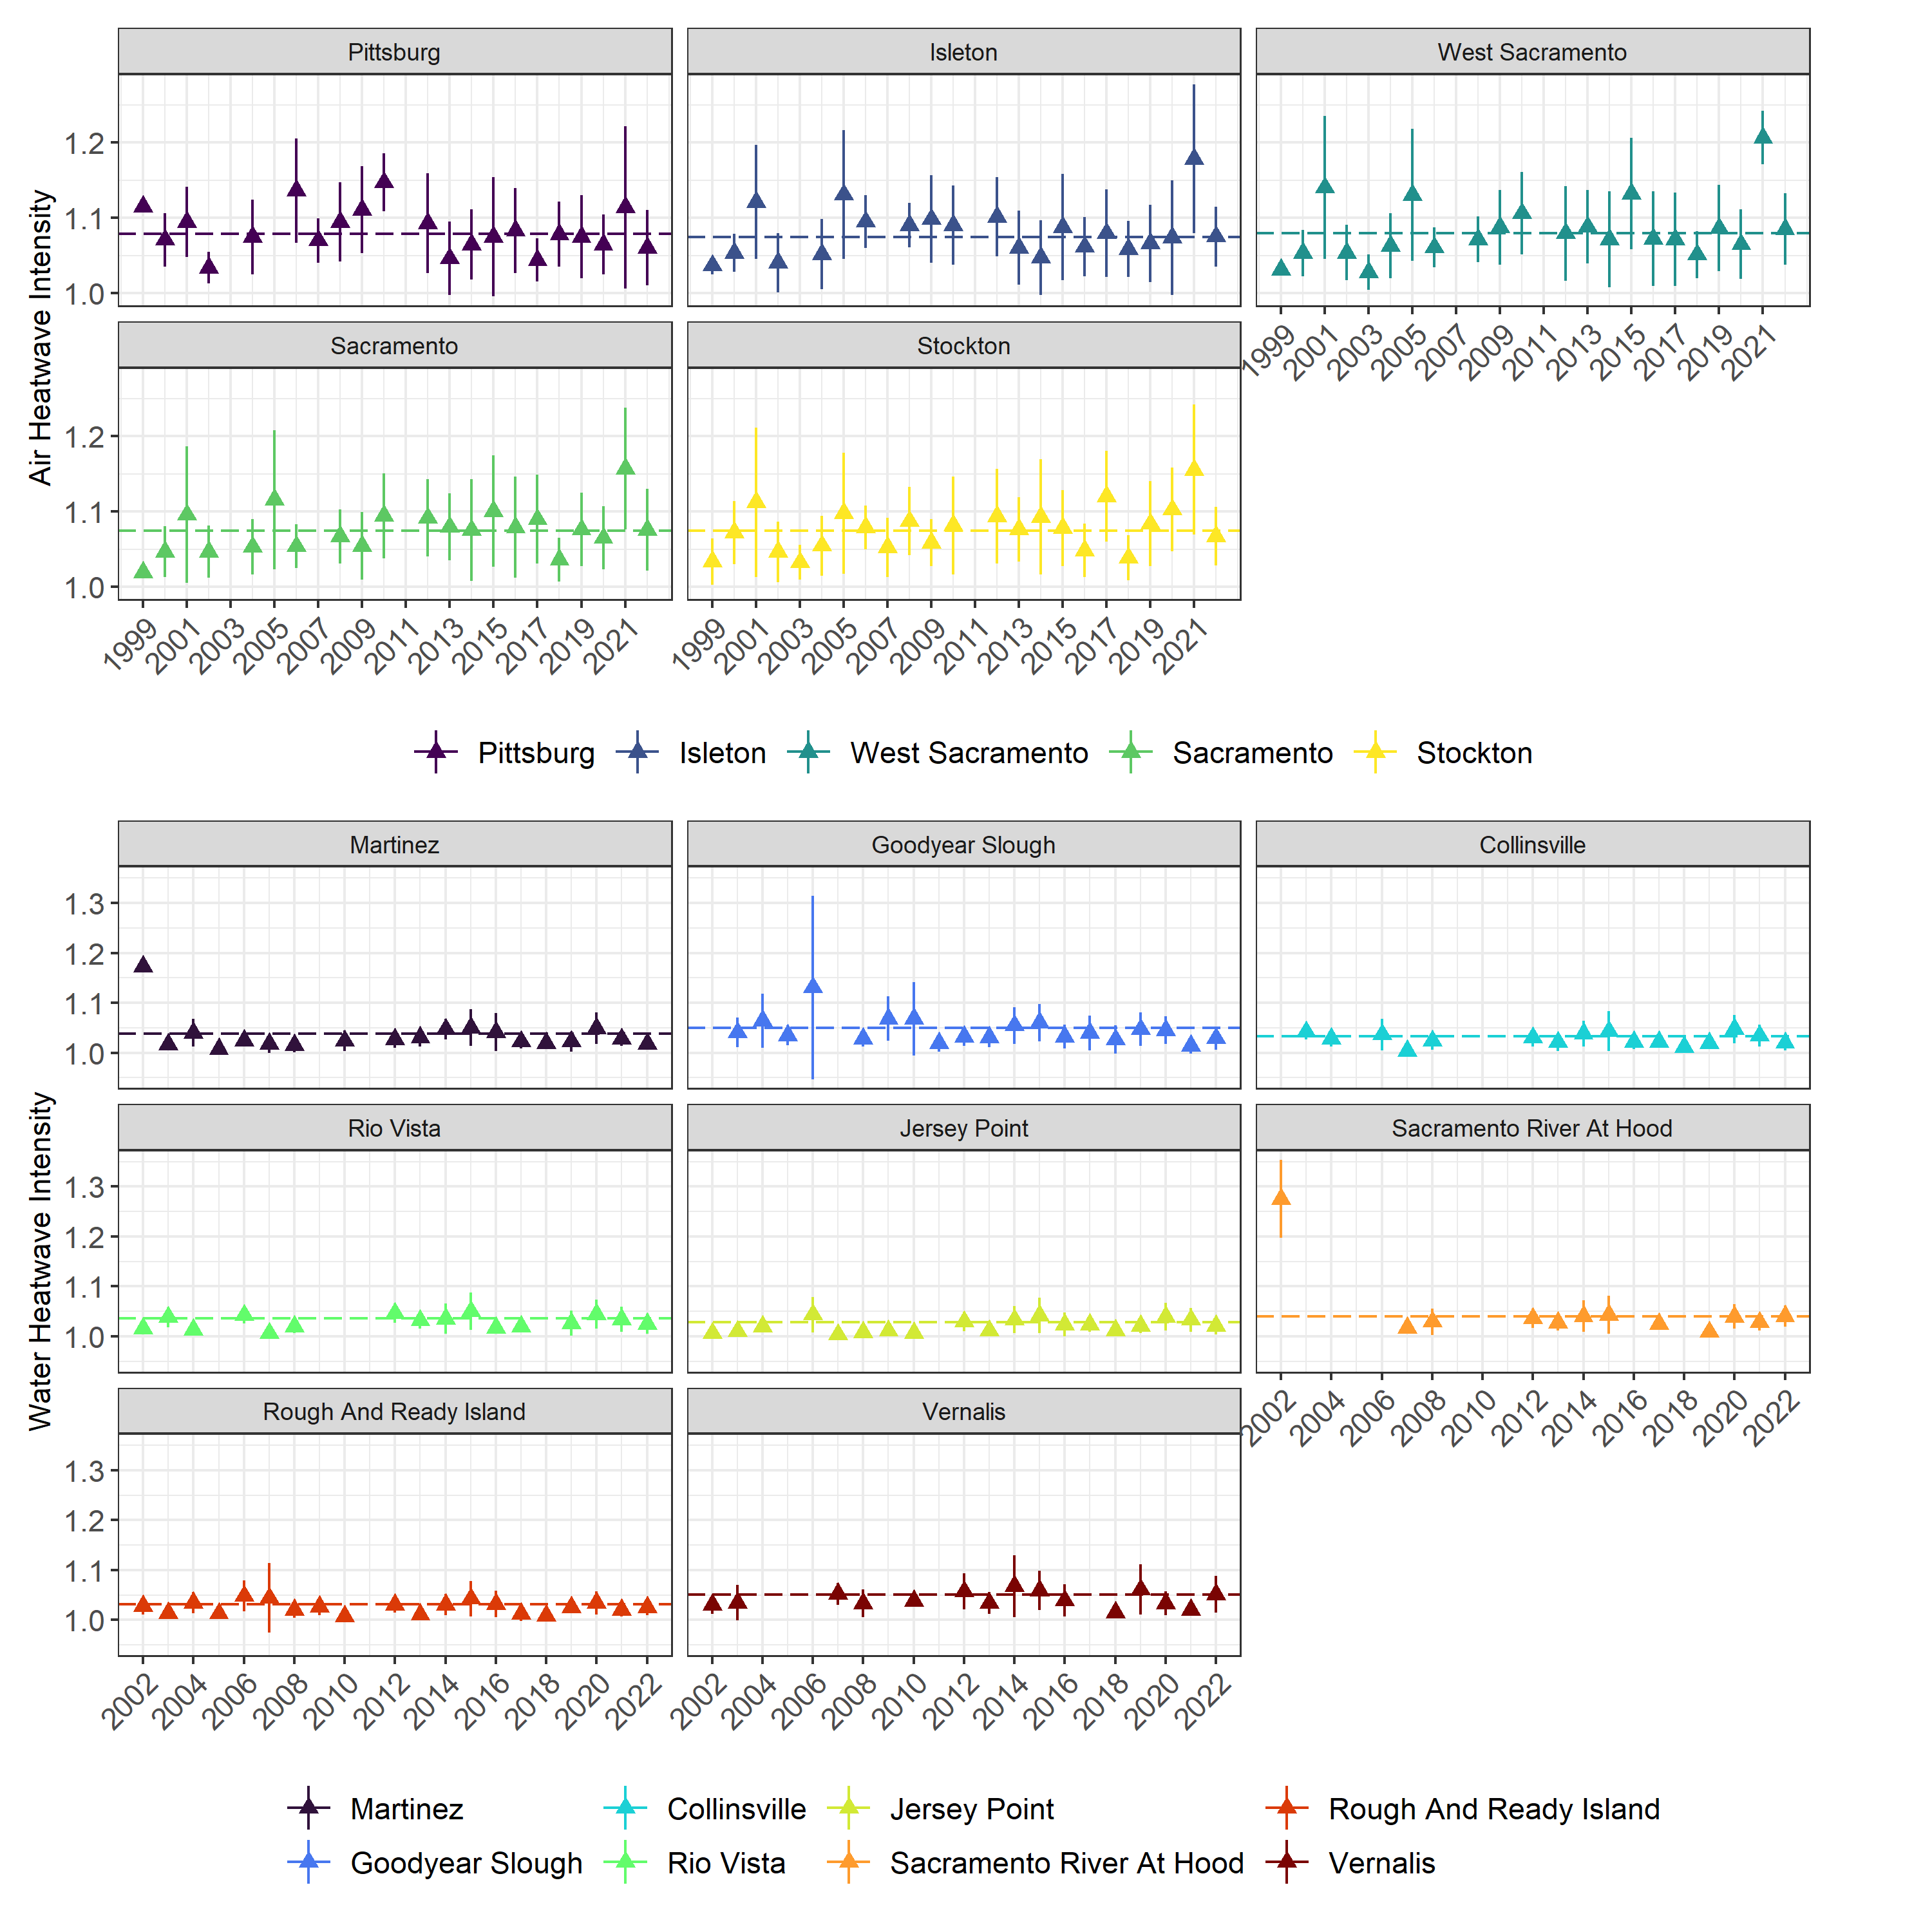 Pittsburg Isleton West Sacramento
Air Heatwave Intensity
1.2
1.1
1.0
1999 2001 2003 2005 2007 2009 2011 2013 2015 2017 2019 2021
Sacramento Stockton
1.2
1.1
1.0
1999 2001 2003 2005 2007 2009 2011 2013 2015 2017 2019 2021 1999 2001 2003 2005 2007 2009 2011 2013 2015 2017 2019 2021
Pittsburg Isleton West Sacramento Sacramento Stockton
Martinez Goodyear Slough Collinsville
Water Heatwave Intensity
1.3
1.2
1.1
1.0
Rio Vista Jersey Point Sacramento River At Hood
1.3
1.2
1.1
1.0
2002 2004 2006 2008 2010 2012 2014 2016 2018 2020 2022
Rough And Ready Island Vernalis
1.3
1.2
1.1
1.0
2002 2004 2006 2008 2010 2012 2014 2016 2018 2020 2022 2002 2004 2006 2008 2010 2012 2014 2016 2018 2020 2022
Martinez Collinsville Jersey Point Rough And Ready Island
Goodyear Slough Rio Vista Sacramento River At Hood Vernalis